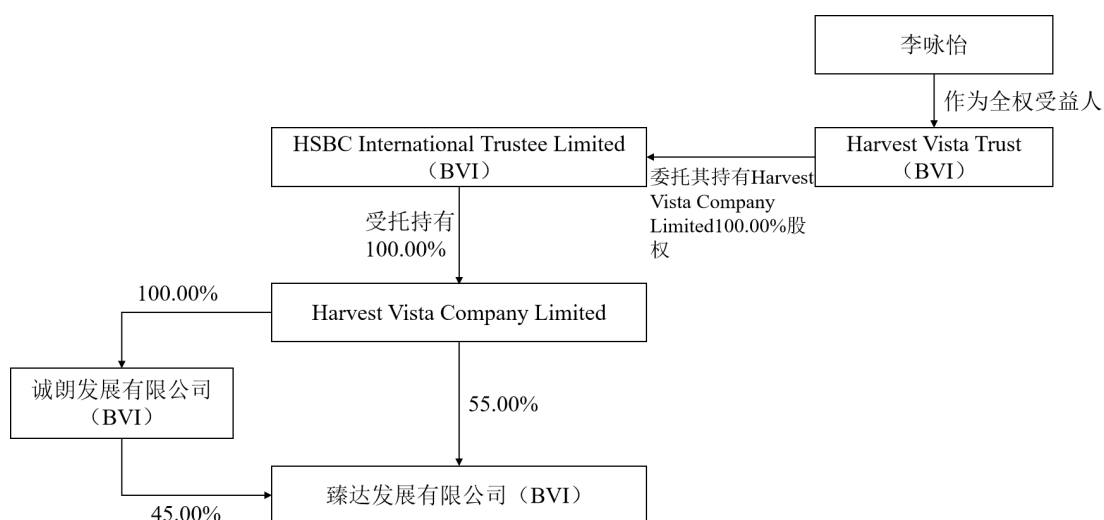 李咏怡
作为全权受益人
HSBC International Trustee Limited
（BVI）
Harvest Vista Trust
（BVI）
委托其持有Harvest
Vista Company
Limited100.00%股
权
受托持有
100.00%
100.00%
Harvest Vista Company Limited
诚朗发展有限公司
（BVI）
55.00%
臻达发展有限公司（BVI）
45.00%